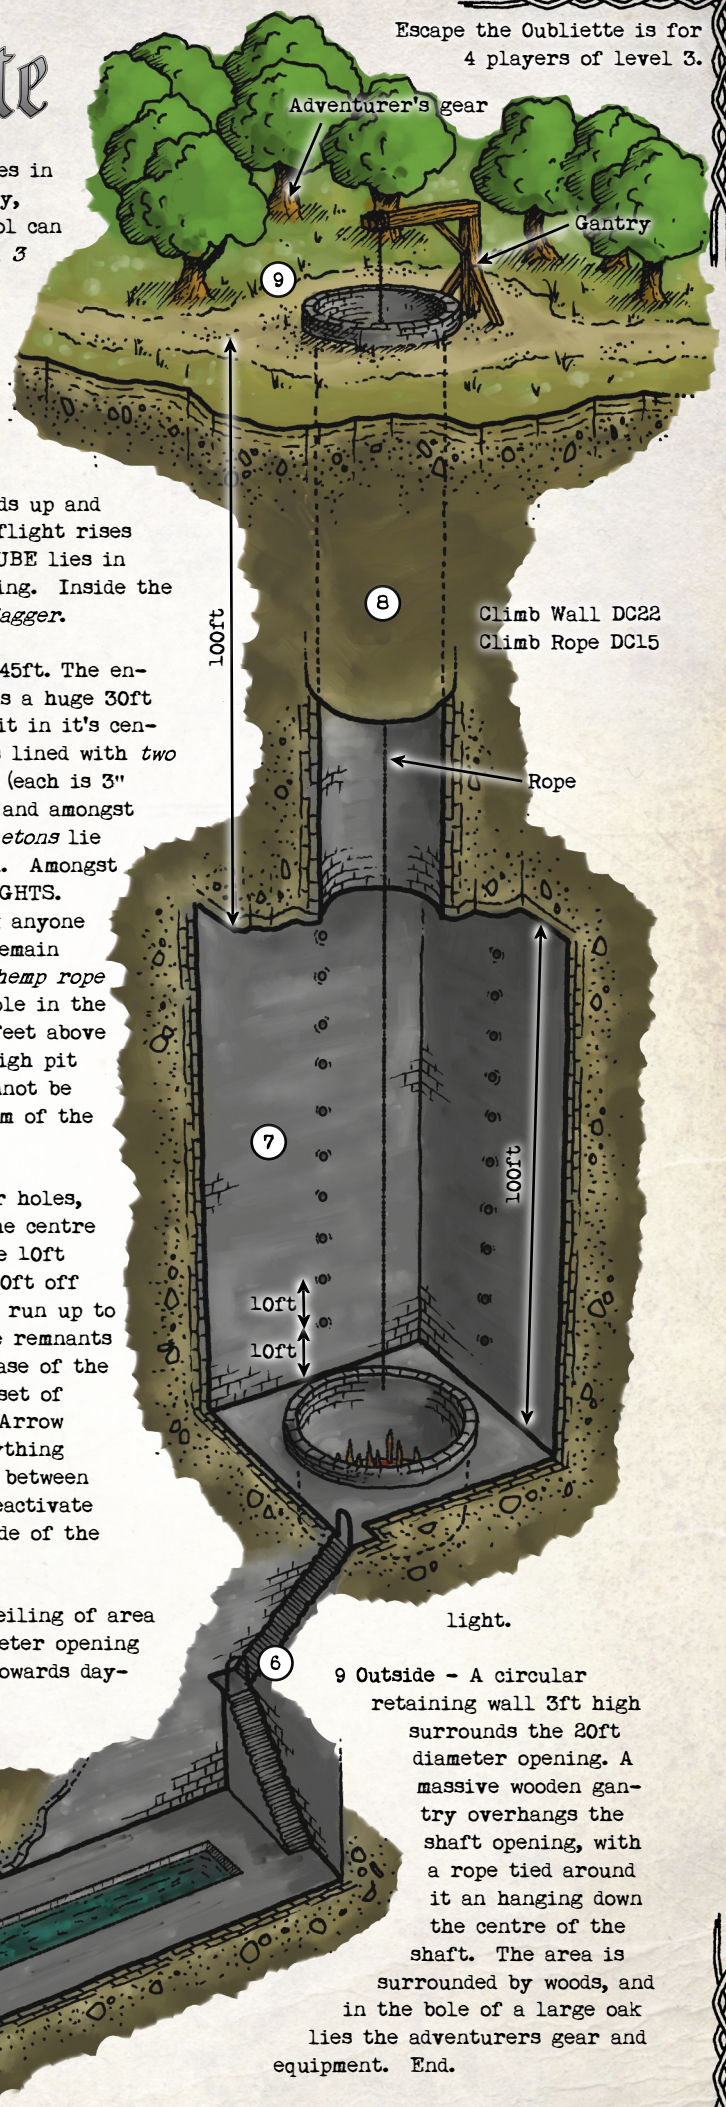 te
Escape the Oubliette is for
4 players of level 3.
Adventurer's gear
Gantry
es in
y,
ol can
3
9
ds up and
flight rises
UBE lies in
ing. Inside the
agger.
100ft
8
Climb Wall DC22
Climb Rope DC15
45ft. The en-
s a huge 30ft
it in it's cen-
s lined with two
(each is 3"
and amongst
etons lie
. Amongst
GHTS.
g anyone
emain
hemp rope
ole in the
feet above
igh pit
nnot be
m of the
Rope
7
100ft
10ft
10ft
r holes,
he centre
e 10ft
0ft off
run up to
e remnants
ase of the
set of
Arrow
ything
between
eactivate
de of the
eiling of area
eter opening
owards day-
light.
6
9 Outside - A circular
retaining wall 3ft high
surrounds the 20ft
diameter opening. A
massive wooden gan-
try overhangs the
shaft opening, with
a rope tied around
it an hanging down
the centre of the
shaft. The area is
surrounded by woods, and
in the bole of a large oak
lies the adventurers gear and
equipment. End.